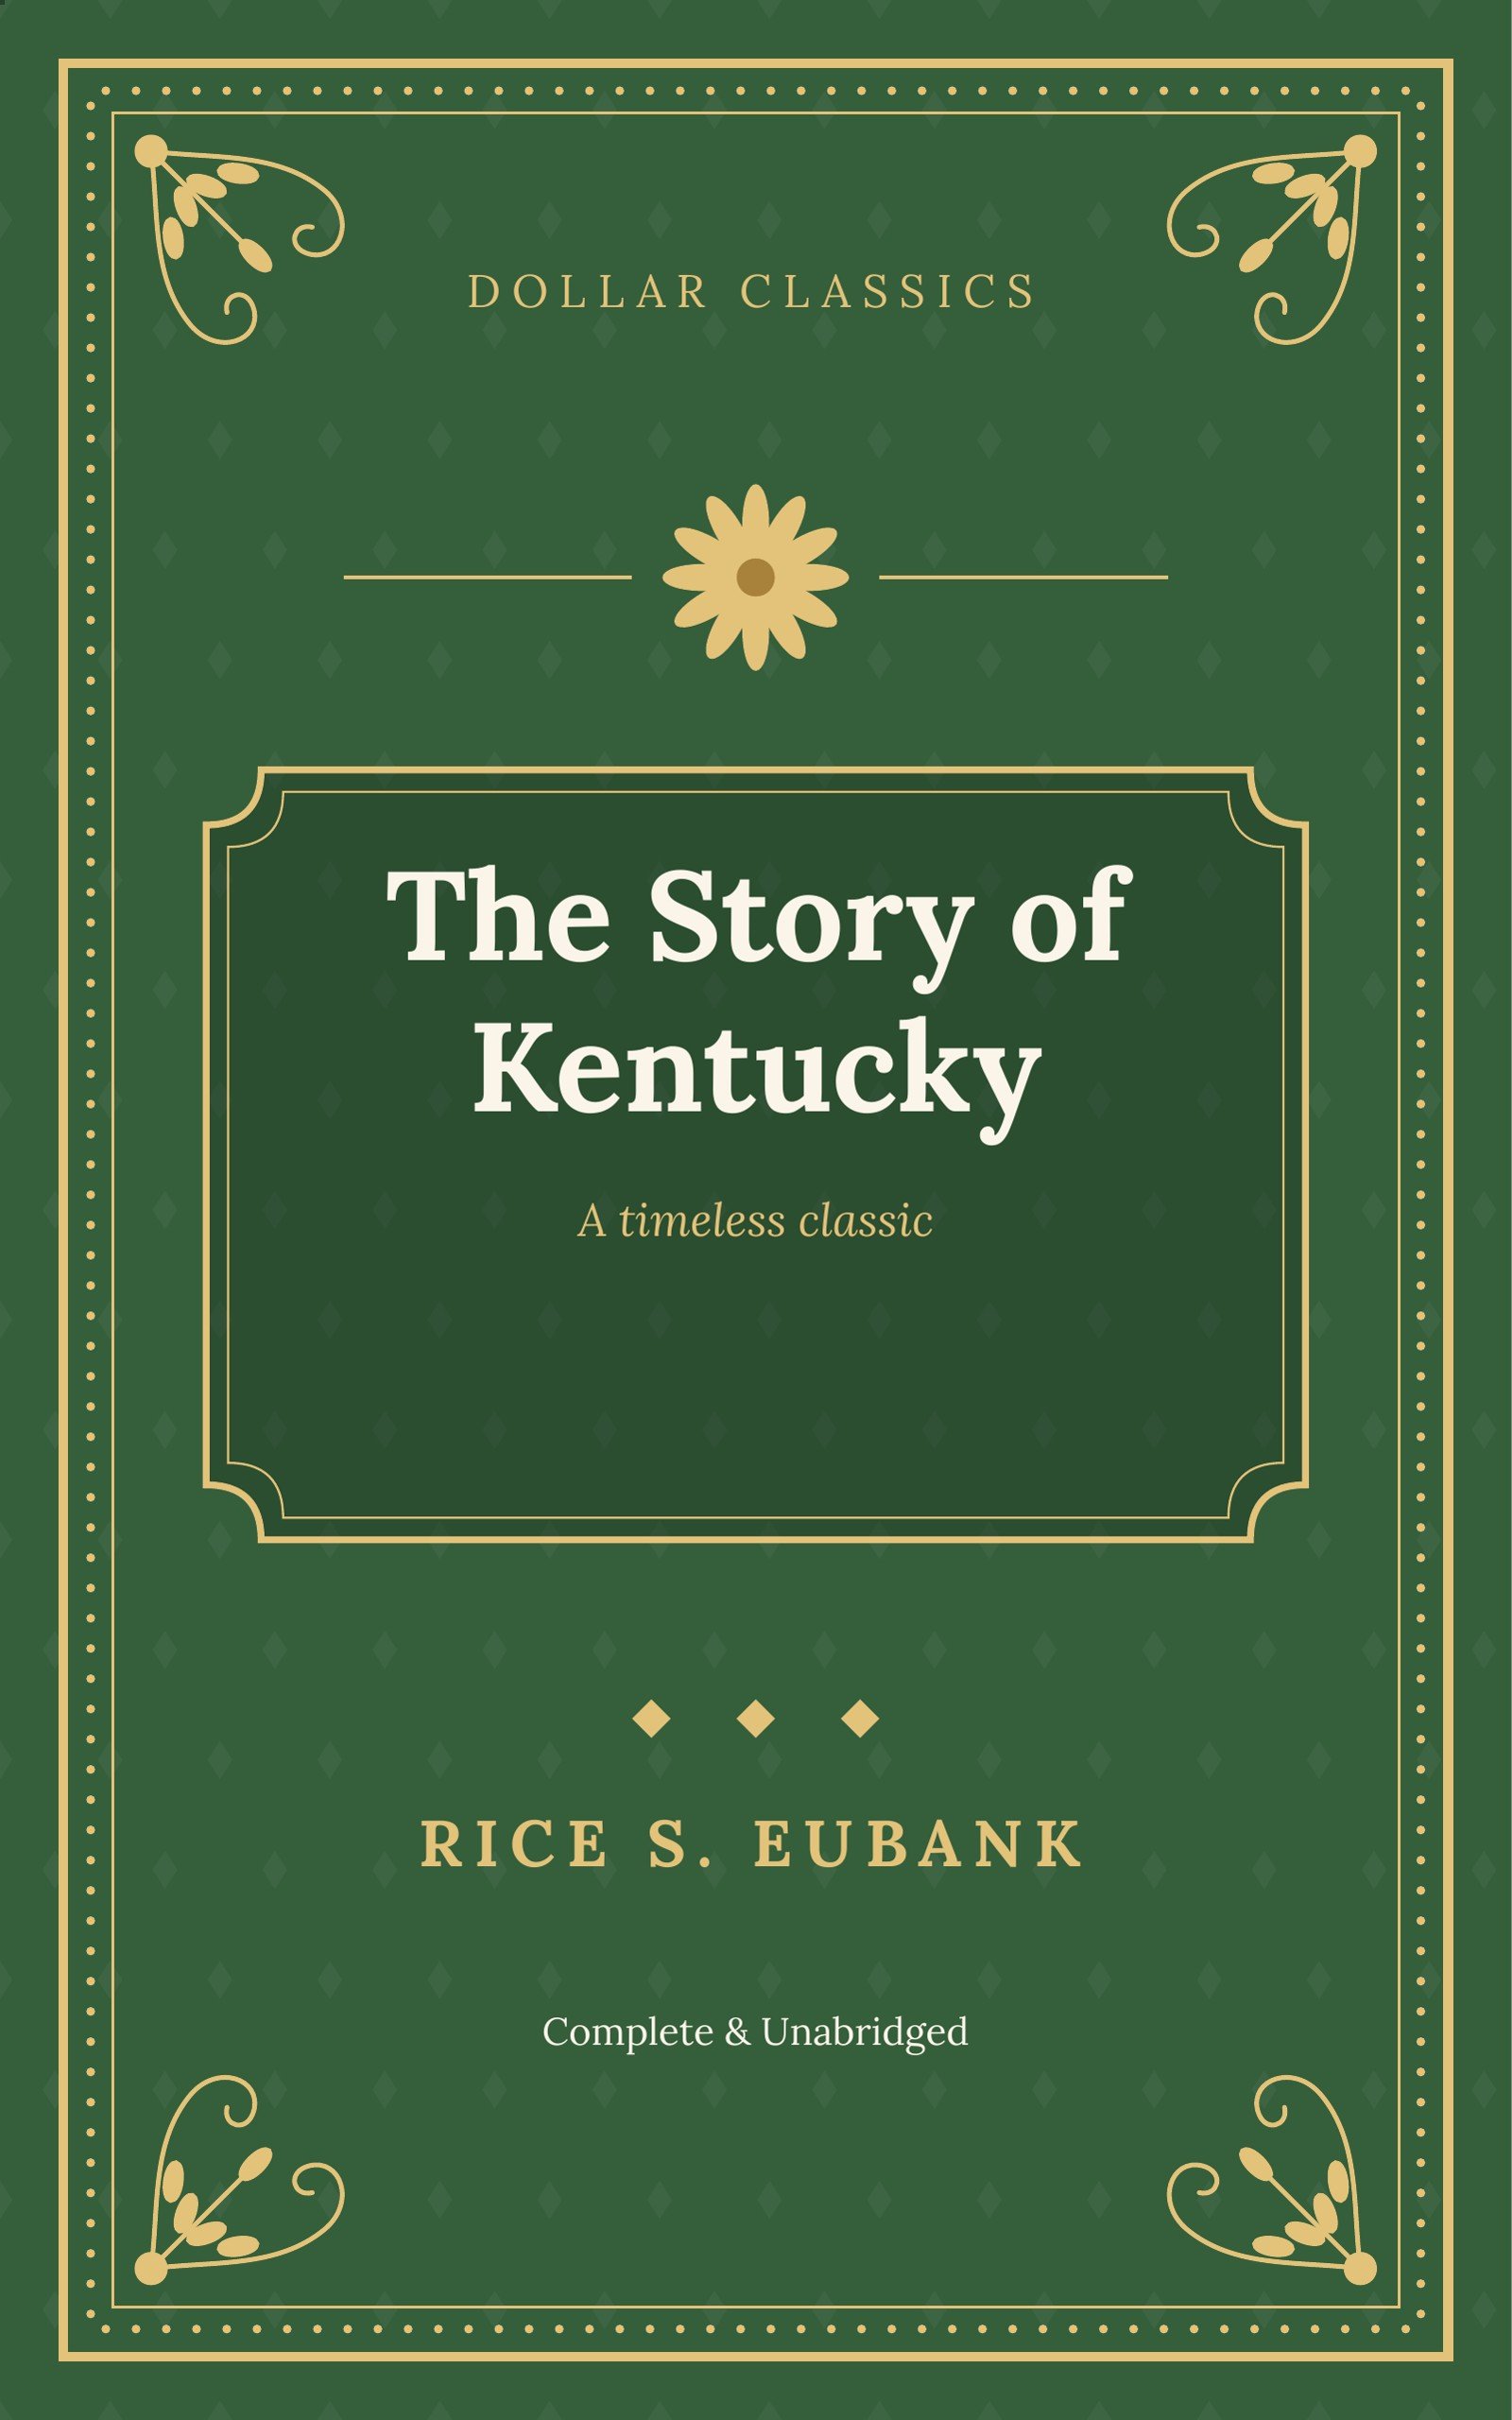 DOLLAR CLASSICS
The Story of
Kentucky
A timeless classic
RICE S. EUBANK
Complete & Unabridged